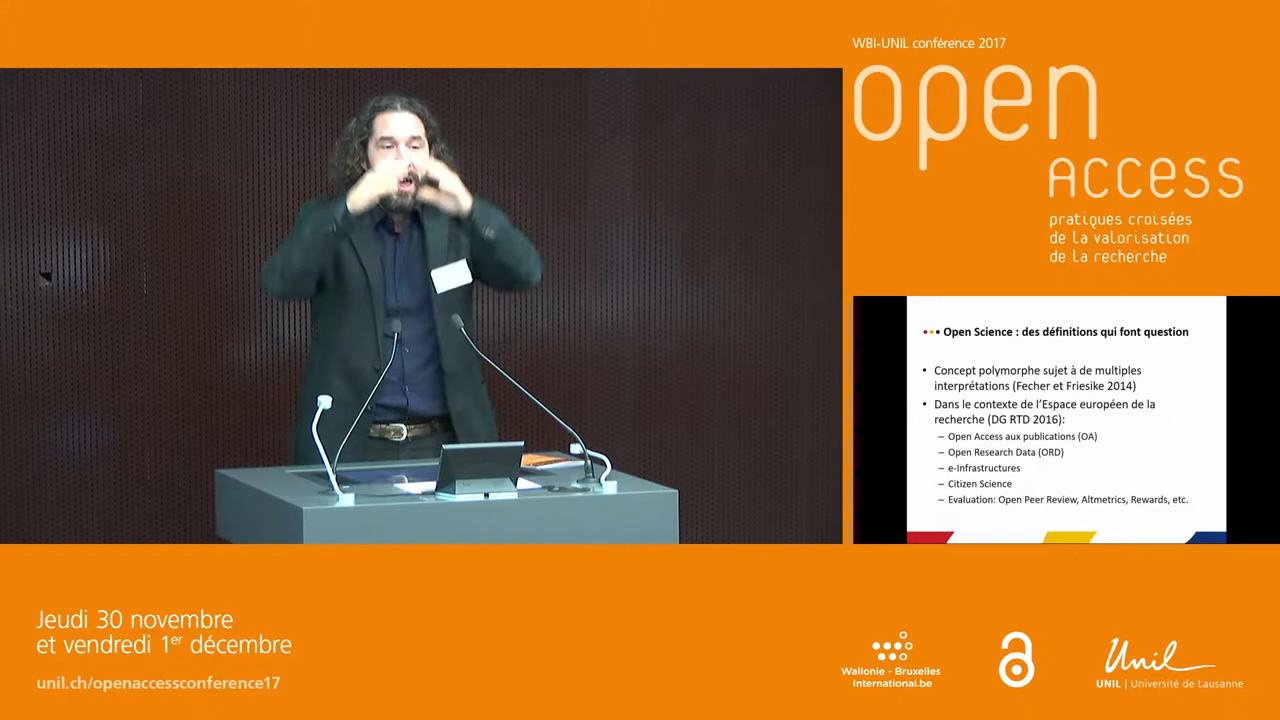 WBI-UNIL conférence 2017
open
access
pratiques croisées
de la valorisation
de la recherche
Open Science : des définitions qui font question
• Concept polymorphe sujet à de multiples
interprétations (Fecher et Friesike 2014)
• Dans le contexte de l'Espace européen de la
recherche (DG RTD 2016):
– Open Access aux publications (OA)
– Open Research Data (ORD)
– e-Infrastructures
– Citizen Science
– Evaluation: Open Peer Review, Altmetrics, Rewards, etc.
Jeudi 30 novembre
et vendredi 1er décembre
unil.ch/openaccessconference17
Wallonie - Bruxelles
International.be
Unil
UNIL | Université de Lausanne